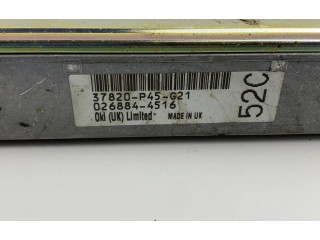 37820-P45-G21
026884-4516
Oki (UK) Limited MADE IN UK
52C